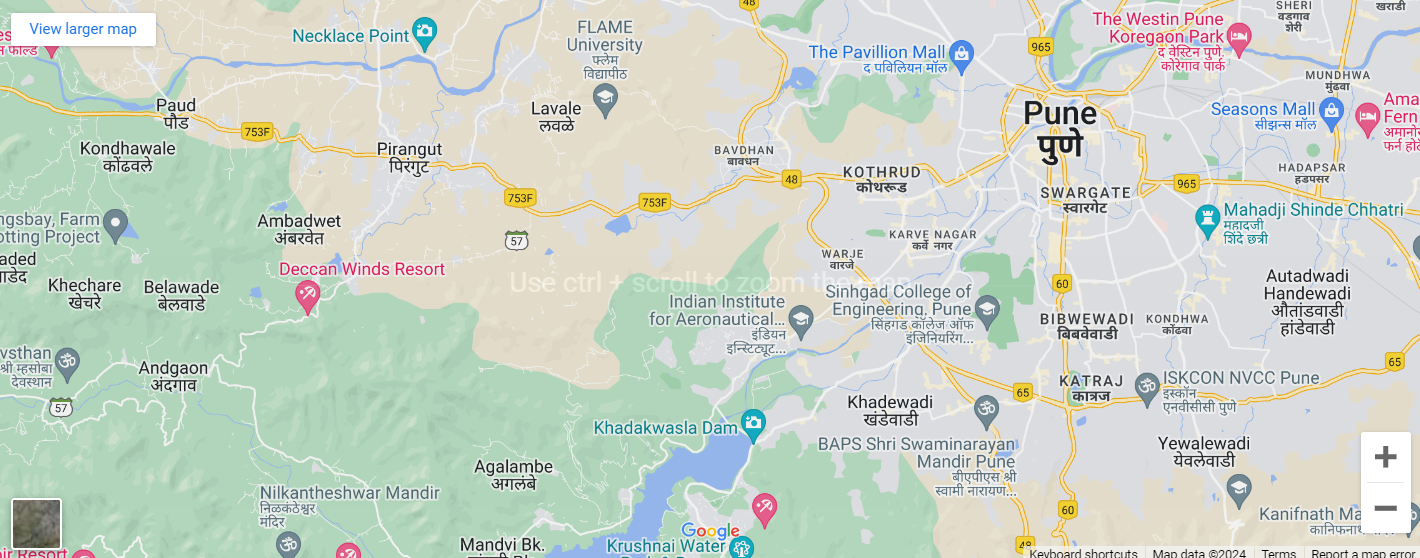 View larger map
Necklace Point
FLAME
University
फ्लेम
विद्यापीठ
48
The Pavillion Mall
द पविलियन मॉल
965
The Westin Pune
Koregaon Park
द वेस्टिन पुणे,
कोरेगाव पार्क
SHERI
वडगाव
शेरी
खराडी
MUNDHWA
मुंढवा
Paud
पौड
753F
Kondhawale
कोंढवले
Pirangut
पिरंगुट
Lavale
लवळे
BAVDHAN
बावधन
Pune
पुणे
Seasons Mall
सीझन्स मॉल
Ama
Fern
अमानो
फर्न होटे
HADAPSAR
हडपसर
753F
753F
48
KOTHRUD
कोथरूड
965
SWARGATE
स्वारगेट
Mahadji Shinde Chhatri
महादजी
शिंदे छत्री
ngsbay, Farm
otting Project
Ambadwet
अंबरवेत
57
KARVE NAGAR
कर्वे नगर
WARJE
वारजे
aded
Deccan Winds Resort
Use ctrl + scroll to zoom the map
Khechare
खेचरे
Belawade
बेलवाडे
Indian Institute
for Aeronautical...
इंडियन
इन्स्टिट्यूट...
Sinhgad College of
Engineering, Pune
सिंहगड कॉलेज ऑफ
इंजिनियरिंग...
60
Autadwadi
Handewadi
औतांडवाडी
हांडेवाडी
BIBWEWADI
बिबवेवाडी
KONDHWA
कोंढवा
vsthan
श्री म्हसोबा
देवस्थान
Andgaon
अंदगाव
57
65
65
KATRAJ
कात्रज
ISKCON NVCC Pune
इस्कॉन
एनवीसीसी पुणे
Khadewadi
खंडेवाडी
Khadakwasla Dam
BAPS Shri Swaminarayan
Mandir Pune
बीएपीएस श्री
स्वामी नारायण...
Yewalewadi
येवलेवाडी
Agalambe
अगलंबे
Nilkantheshwar Mandir
निळकंठेश्वर
मंदिर
60
Kanifnath Ma
कानिफनाथ
Google
Mandvi Bk.
Krushnai Water
48
ir Resort
Keyboard shortcuts
Map data ©2024
Terms
Report a map error